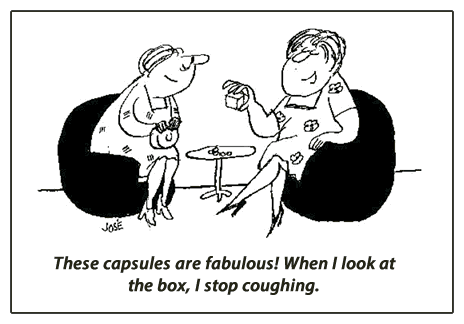 JOSÉ
These capsules are fabulous! When I look at
the box, I stop coughing.